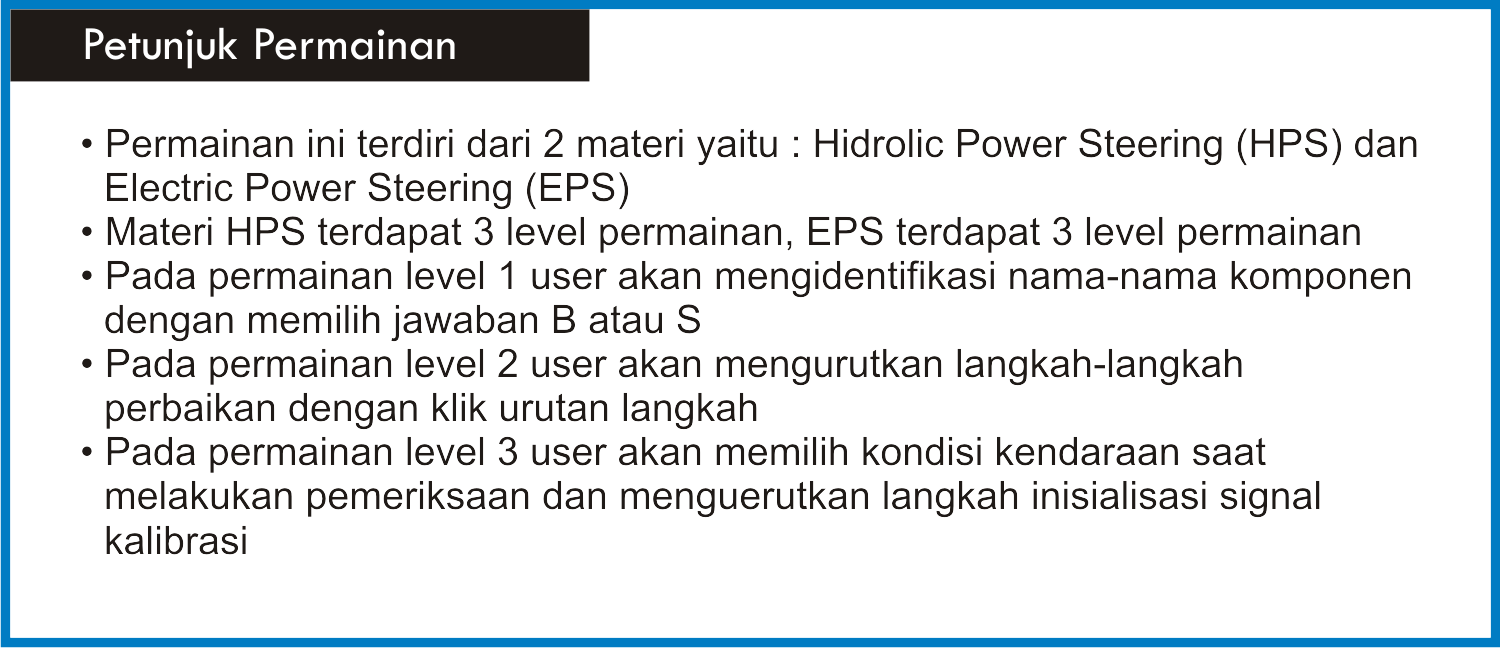 Petunjuk Permainan
• Permainan ini terdiri dari 2 materi yaitu : Hidrolic Power Steering (HPS) dan
Electric Power Steering (EPS)
• Materi HPS terdapat 3 level permainan, EPS terdapat 3 level permainan
• Pada permainan level 1 user akan mengidentifikasi nama-nama komponen
dengan memilih jawaban B atau S
• Pada permainan level 2 user akan mengurutkan langkah-langkah
perbaikan dengan klik urutan langkah
• Pada permainan level 3 user akan memilih kondisi kendaraan saat
melakukan pemeriksaan dan menguerutkan langkah inisialisasi signal
kalibrasi